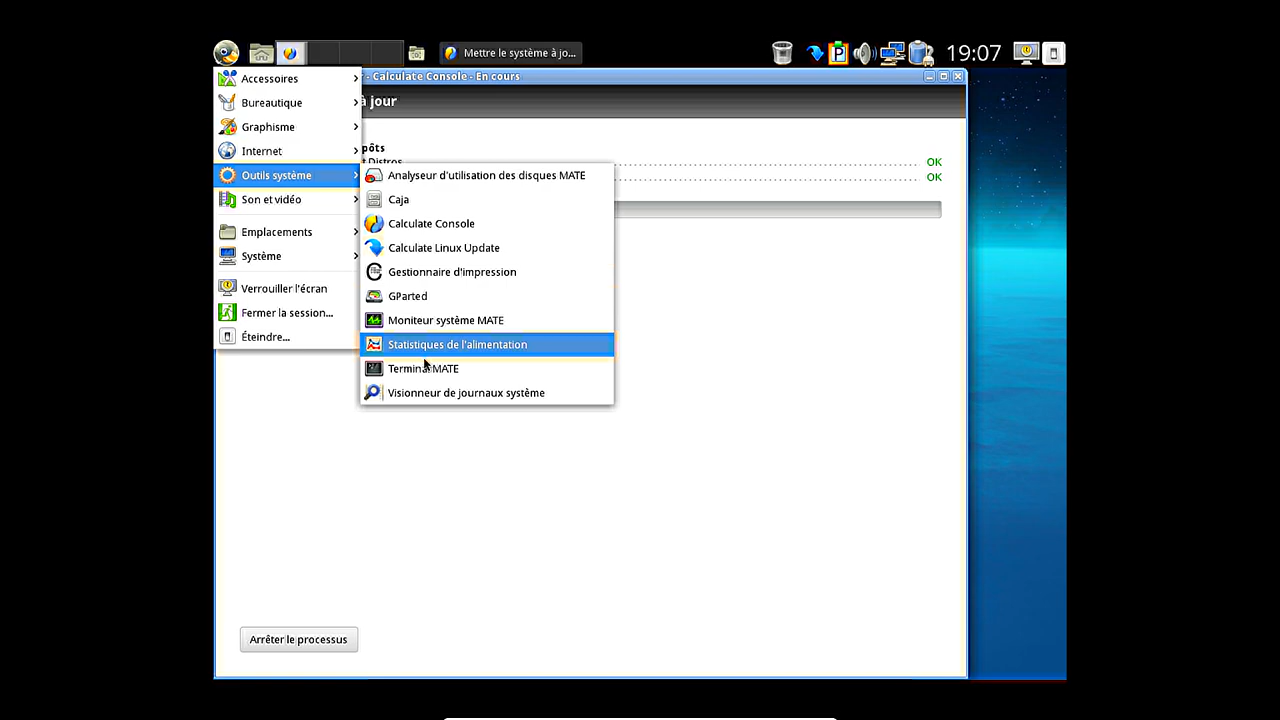 Mettre le système à jo...
19:07
- Calculate Console - En cours
à jour
Accessoires
Bureautique
Graphisme
Internet
Outils système
Son et vidéo
Emplacements
Système
Verrouiller l'écran
Fermer la session...
Éteindre...
pôts
t Distros
OK
OK
Analyseur d'utilisation des disques MATE
Caja
Calculate Console
Calculate Linux Update
Gestionnaire d'impression
GParted
Moniteur système MATE
Statistiques de l'alimentation
Terminal MATE
Visionneur de journaux système
Arrêter le processus